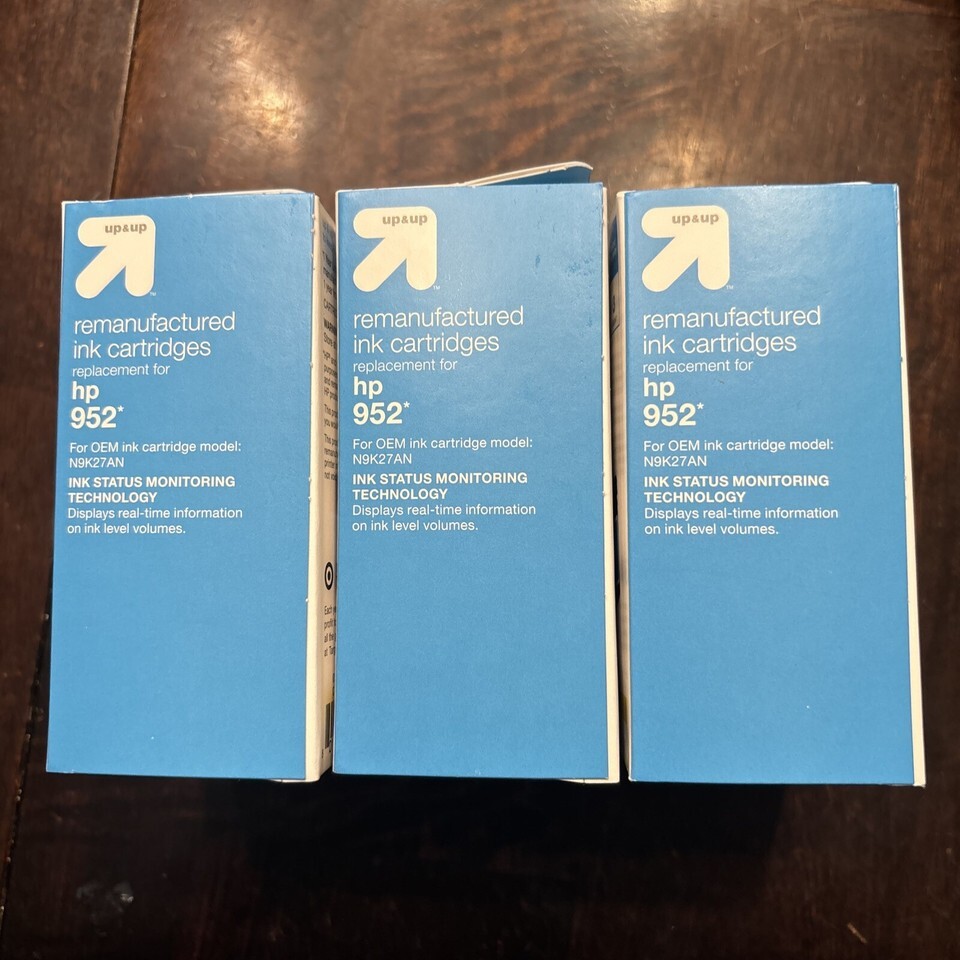 up&up
TM
remanufactured
ink cartridges
replacement for
hp
952*
For OEM ink cartridge model:
N9K27AN
INK STATUS MONITORING
TECHNOLOGY
Displays real-time information
on ink level volumes.
up&up
TM
remanufactured
ink cartridges
replacement for
hp
952*
For OEM ink cartridge model:
N9K27AN
INK STATUS MONITORING
TECHNOLOGY
Displays real-time information
on ink level volumes.
up&up
TM
remanufactured
ink cartridges
replacement for
hp
952*
For OEM ink cartridge model:
N9K27AN
INK STATUS MONITORING
TECHNOLOGY
Displays real-time information
on ink level volumes.